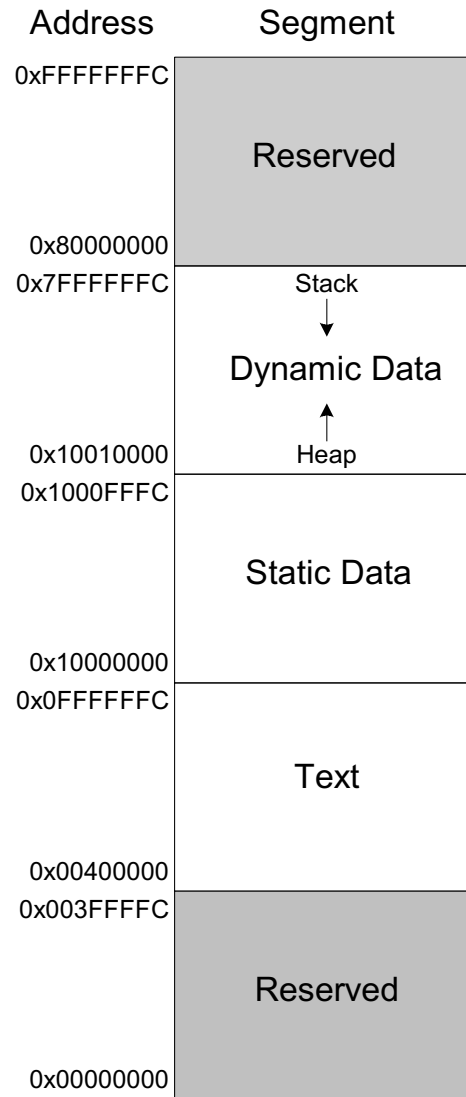 Address Segment
0xFFFFFFFC
Reserved
0x80000000
0x7FFFFFFC Stack
Dynamic Data
0x10010000 Heap
0x1000FFFC
Static Data
0x10000000
0x0FFFFFFC
Text
0x00400000
0x003FFFFC
Reserved
0x00000000